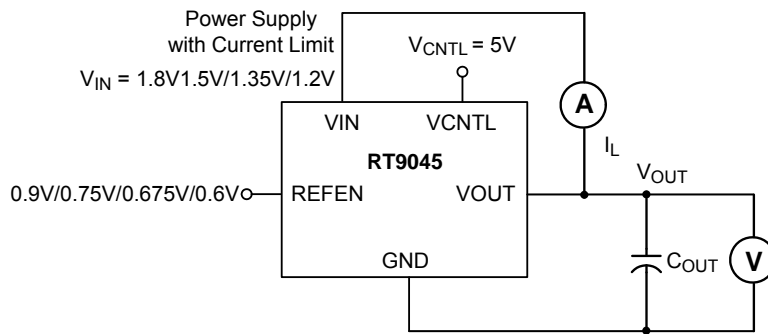 Power Supply
with Current Limit
V_IN = 1.8V1.5V/1.35V/1.2V
V_CNTL = 5V
A
I_L
VIN
VCNTL
RT9045
0.9V/0.75V/0.675V/0.6V
REFEN
VOUT
V_OUT
GND
C_OUT
V